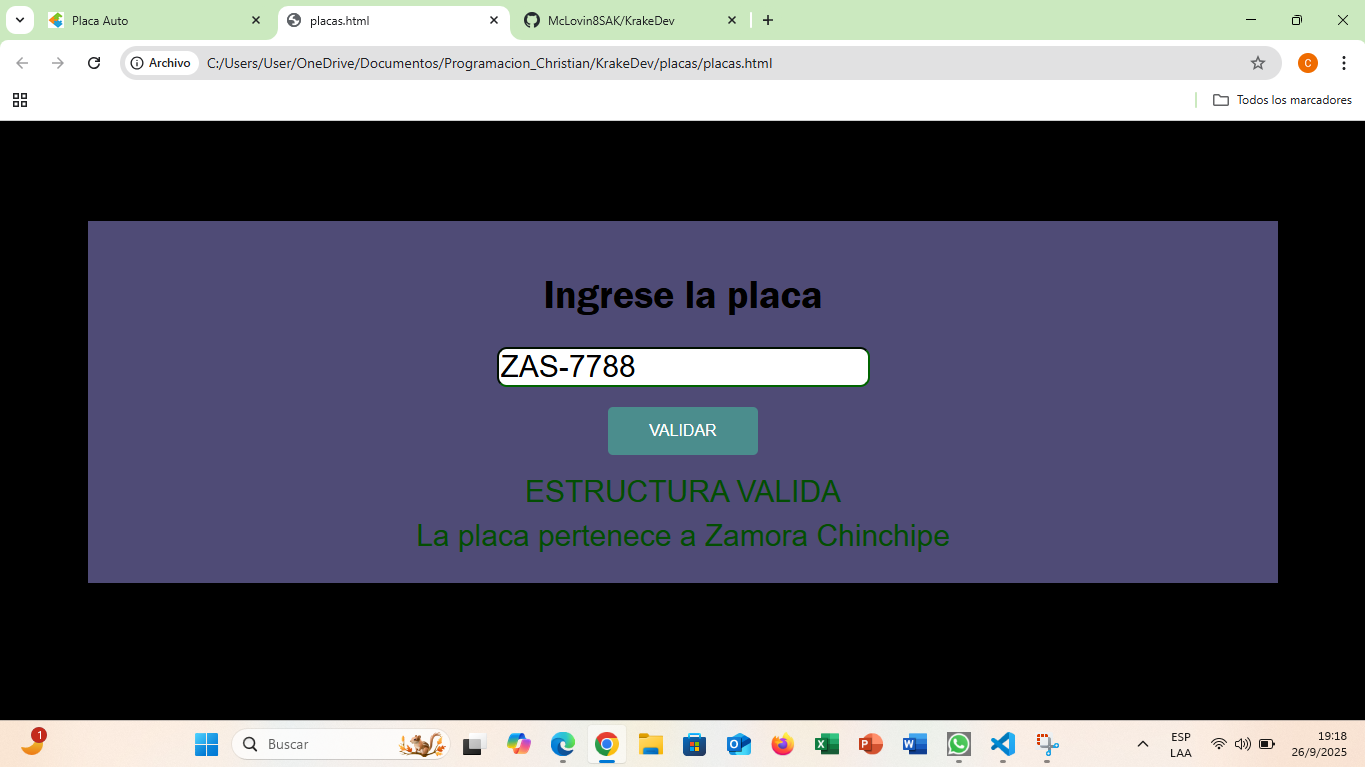 Placa Auto
placas.html
McLovin8SAK/KrakeDev
Archivo
C:/Users/User/OneDrive/Documentos/Programacion_Christian/KrakeDev/placas/placas.html
C
Todos los marcadores
Ingrese la placa
ZAS-7788
VALIDAR
ESTRUCTURA VALIDA
La placa pertenece a Zamora Chinchipe
1
Buscar
ESP
LAA
19:18
26/9/2025